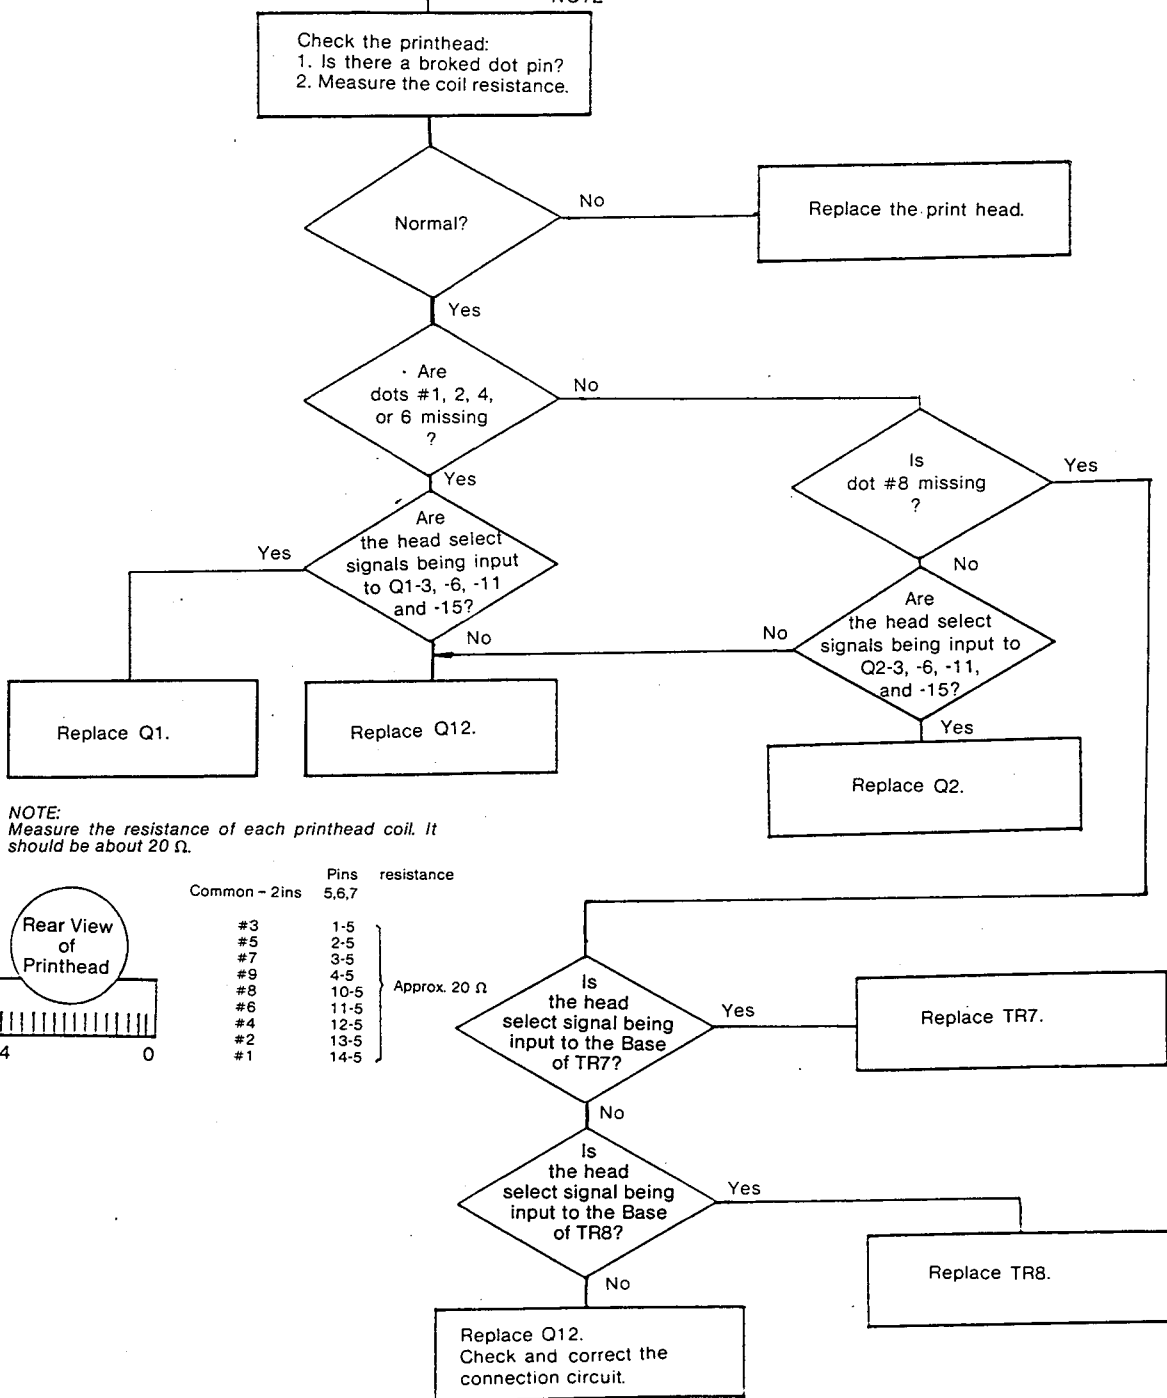 NOTE
Check the printhead:
1. Is there a broked dot pin?
2. Measure the coil resistance.
Normal?
No
Replace the print head.
Yes
Are
dots #1, 2, 4,
or 6 missing
?
No
Yes
Is
dot #8 missing
?
Yes
No
Are
the head select
signals being input
to Q1-3, -6, -11
and -15?
Yes
No
Are
the head select
signals being input to
Q2-3, -6, -11,
and -15?
No
Yes
Replace Q1.
Replace Q12.
Replace Q2.
NOTE:
Measure the resistance of each printhead coil. It
should be about 20 Ω.
Rear View
of
Printhead
4 0
Pins resistance
Common – 2ins 5,6,7
#3 1-5
#5 2-5
#7 3-5
#9 4-5
#8 10-5
#6 11-5
#4 12-5
#2 13-5
#1 14-5
Approx. 20 Ω
Is
the head
select signal being
input to the Base
of TR7?
Yes
Replace TR7.
No
Is
the head
select signal being
input to the Base
of TR8?
Yes
Replace TR8.
No
Replace Q12.
Check and correct the
connection circuit.